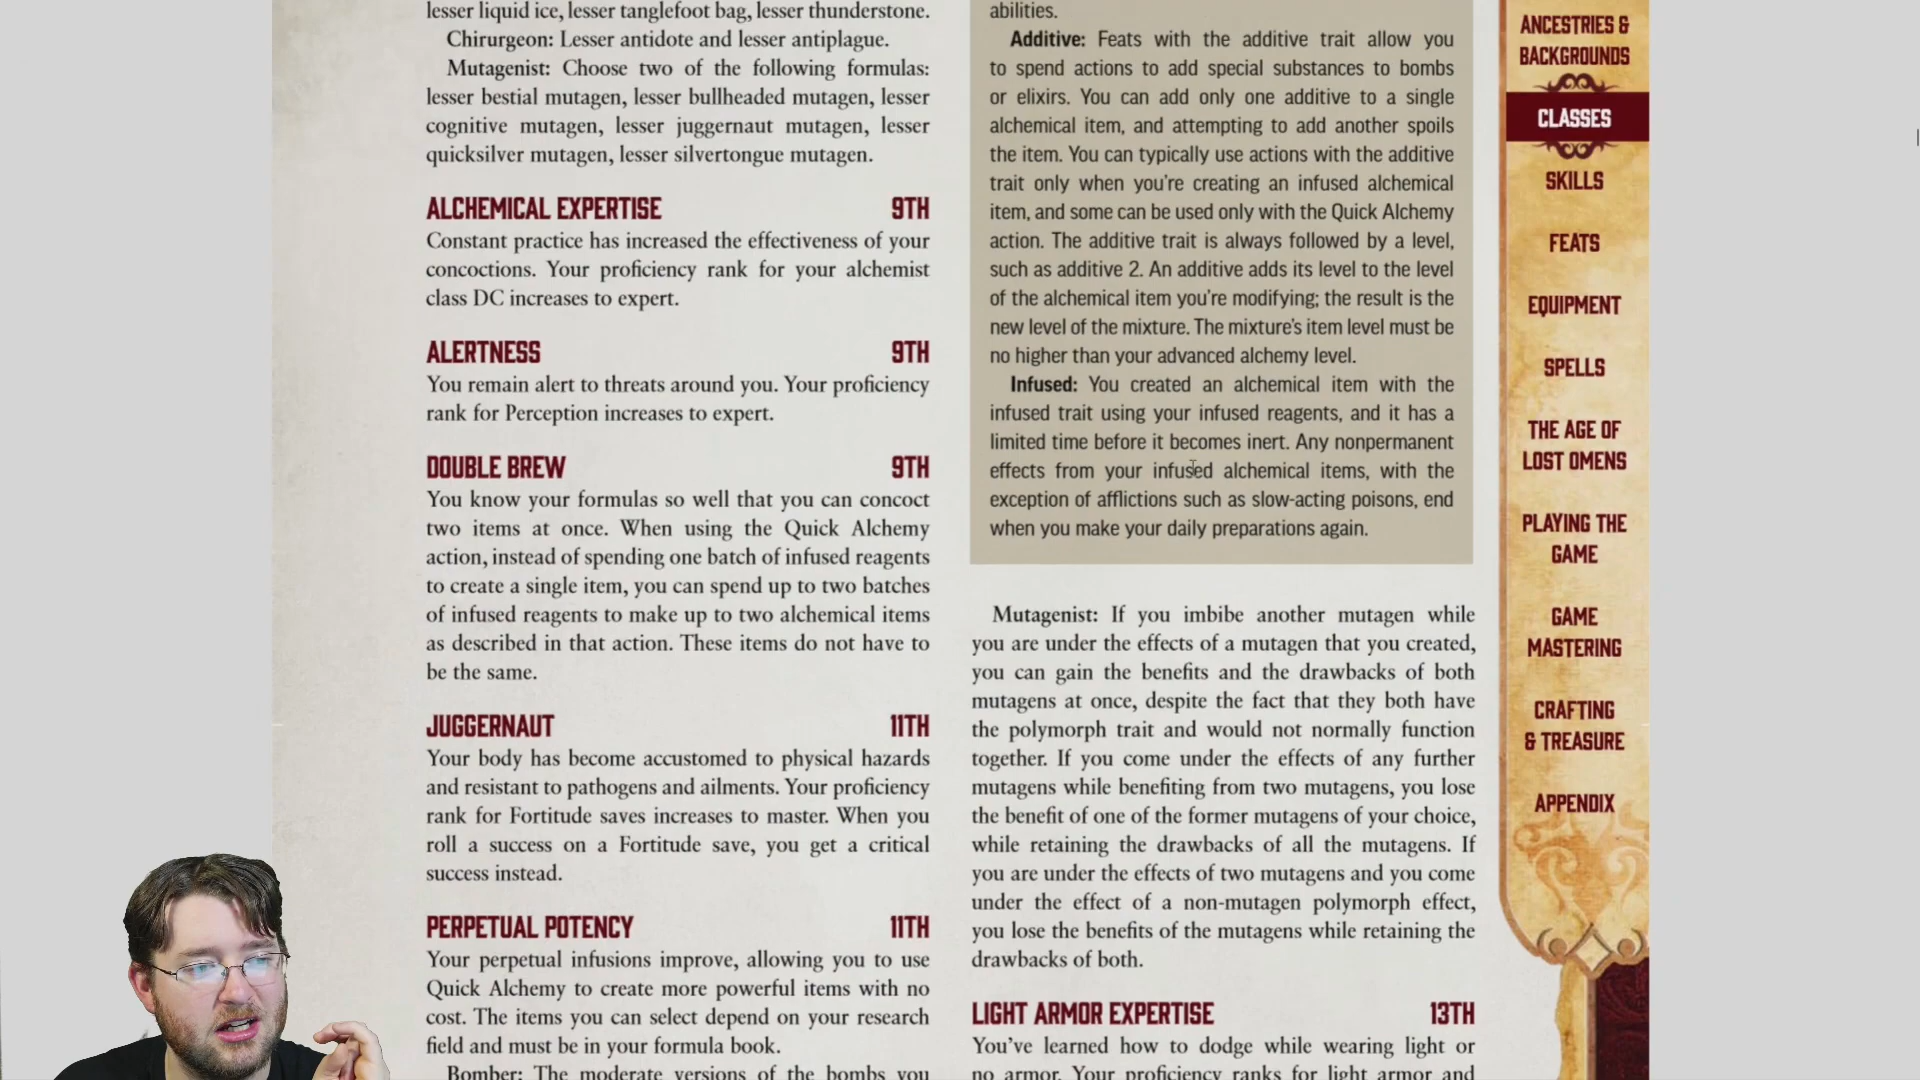 lesser liquid ice, lesser tanglefoot bag, lesser thunderstone.
Chirurgeon: Lesser antidote and lesser antiplague.
Mutagenist: Choose two of the following formulas:
lesser bestial mutagen, lesser bullheaded mutagen, lesser
cognitive mutagen, lesser juggernaut mutagen, lesser
quicksilver mutagen, lesser silvertongue mutagen.
ALCHEMICAL EXPERTISE 9TH
Constant practice has increased the effectiveness of your
concoctions. Your proficiency rank for your alchemist
class DC increases to expert.
ALERTNESS 9TH
You remain alert to threats around you. Your proficiency
rank for Perception increases to expert.
DOUBLE BREW 9TH
You know your formulas so well that you can concoct
two items at once. When using the Quick Alchemy
action, instead of spending one batch of infused reagents
to create a single item, you can spend up to two batches
of infused reagents to make up to two alchemical items
as described in that action. These items do not have to
be the same.
JUGGERNAUT 11TH
Your body has become accustomed to physical hazards
and resistant to pathogens and ailments. Your proficiency
rank for Fortitude saves increases to master. When you
roll a success on a Fortitude save, you get a critical
success instead.
PERPETUAL POTENCY 11TH
Your perpetual infusions improve, allowing you to use
Quick Alchemy to create more powerful items with no
cost. The items you can select depend on your research
field and must be in your formula book.
Bomber: The moderate versions of the bombs you
abilities.
Additive: Feats with the additive trait allow you
to spend actions to add special substances to bombs
or elixirs. You can add only one additive to a single
alchemical item, and attempting to add another spoils
the item. You can typically use actions with the additive
trait only when you're creating an infused alchemical
item, and some can be used only with the Quick Alchemy
action. The additive trait is always followed by a level,
such as additive 2. An additive adds its level to the level
of the alchemical item you're modifying; the result is the
new level of the mixture. The mixture's item level must be
no higher than your advanced alchemy level.
Infused: You created an alchemical item with the
infused trait using your infused reagents, and it has a
limited time before it becomes inert. Any nonpermanent
effects from your infused alchemical items, with the
exception of afflictions such as slow-acting poisons, end
when you make your daily preparations again.
Mutagenist: If you imbibe another mutagen while
you are under the effects of a mutagen that you created,
you can gain the benefits and the drawbacks of both
mutagens at once, despite the fact that they both have
the polymorph trait and would not normally function
together. If you come under the effects of any further
mutagens while benefiting from two mutagens, you lose
the benefit of one of the former mutagens of your choice,
while retaining the drawbacks of all the mutagens. If
you are under the effects of two mutagens and you come
under the effect of a non-mutagen polymorph effect,
you lose the benefits of the mutagens while retaining the
drawbacks of both.
LIGHT ARMOR EXPERTISE 13TH
You've learned how to dodge while wearing light or
no armor. Your proficiency ranks for light armor and
ANCESTRIES &
BACKGROUNDS
CLASSES
SKILLS
FEATS
EQUIPMENT
SPELLS
THE AGE OF
LOST OMENS
PLAYING THE
GAME
GAME
MASTERING
CRAFTING
& TREASURE
APPENDIX